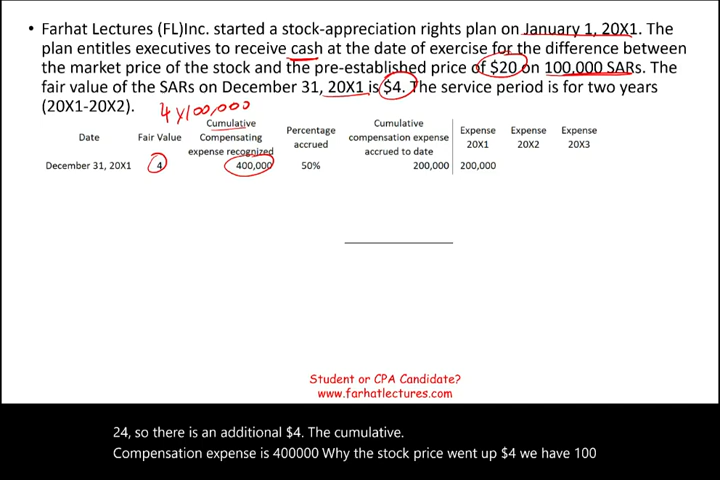 • Farhat Lectures (FL)Inc. started a stock-appreciation rights plan on January 1, 20X1. The
plan entitles executives to receive cash at the date of exercise for the difference between
the market price of the stock and the pre-established price of $20 on 100,000 SARs. The
fair value of the SARs on December 31, 20X1 is $4. The service period is for two years
(20X1-20X2).
4 x 100,000
Date Fair Value Cumulative Compensating expense recognized Percentage accrued Cumulative compensation expense accrued to date Expense 20X1 Expense 20X2 Expense 20X3
December 31, 20X1 4 400,000 50% 200,000 200,000
Student or CPA Candidate?
www.farhatlectures.com
24, so there is an additional $4. The cumulative.
Compensation expense is 400000 Why the stock price went up $4 we have 100